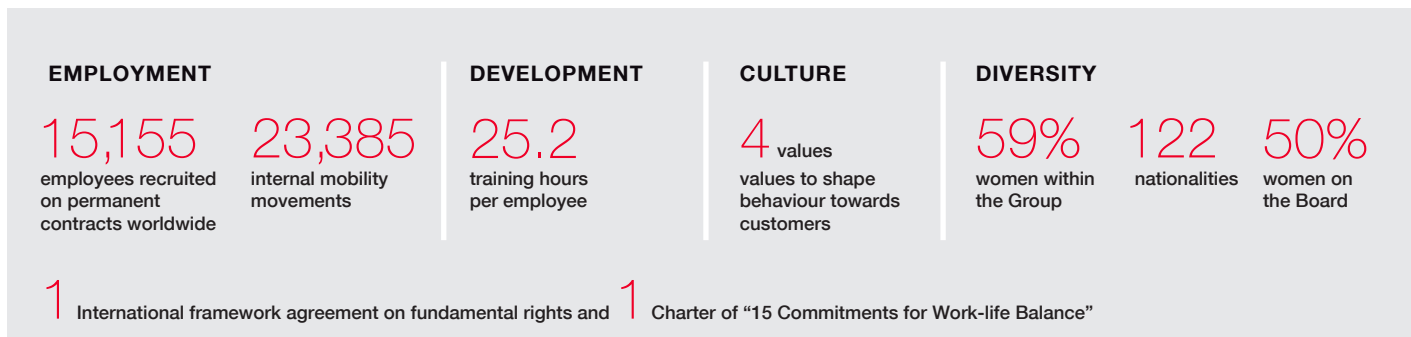 EMPLOYMENT
15,155
employees recruited
on permanent
contracts worldwide
23,385
internal mobility
movements
DEVELOPMENT
25.2
training hours
per employee
CULTURE
4 values
values to shape
behaviour towards
customers
DIVERSITY
59%
women within
the Group
122
nationalities
50%
women on
the Board
1 International framework agreement on fundamental rights and 1 Charter of “15 Commitments for Work-life Balance”